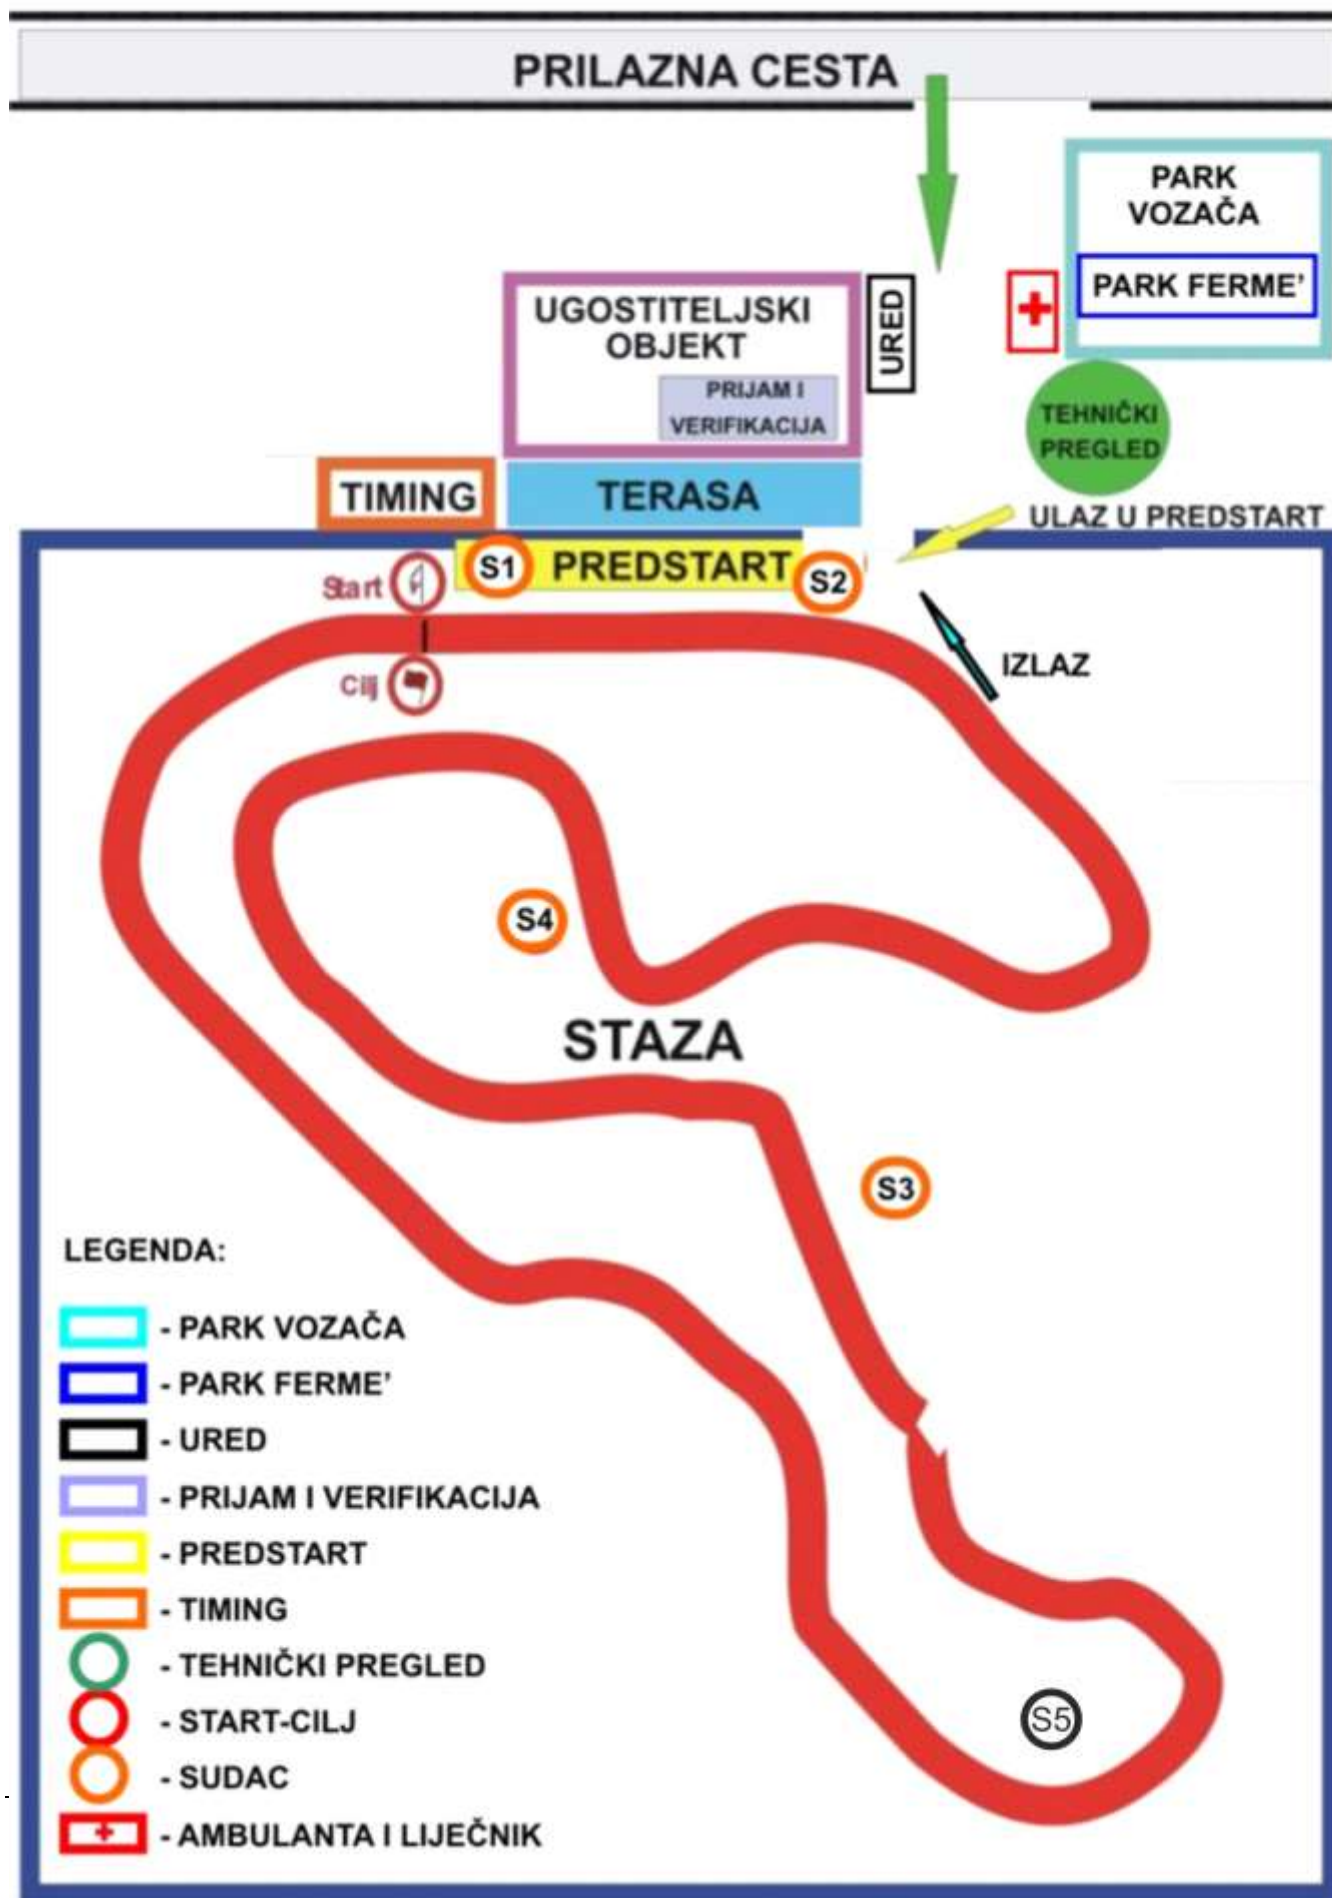 PRILAZNA CESTA
PARK
VOZAČA
PARK FERME’
UGOSTITELJSKI
OBJEKT
URED
PRIJAM I
VERIFIKACIJA
TEHNIČKI
PREGLED
TIMING
TERASA
ULAZ U PREDSTART
S1
PREDSTART
S2
Start
IZLAZ
Cilj
S4
STAZA
S3
LEGENDA:
- PARK VOZAČA
- PARK FERME’
- URED
- PRIJAM I VERIFIKACIJA
- PREDSTART
- TIMING
- TEHNIČKI PREGLED
- START-CILJ
S5
- SUDAC
- AMBULANTA I LIJEČNIK